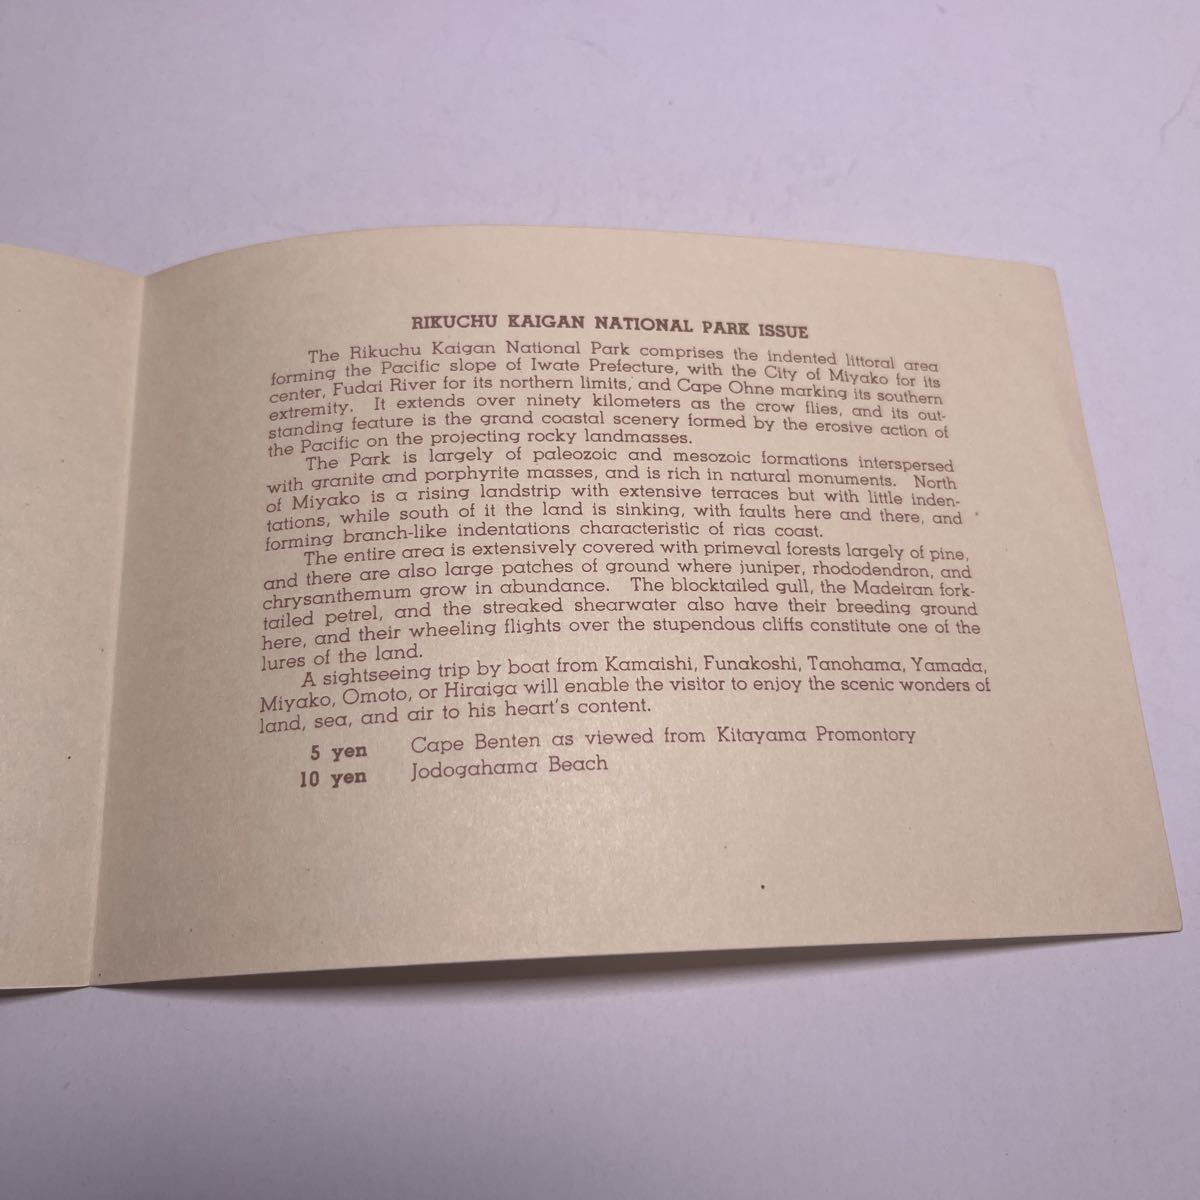 RIKUCHU KAIGAN NATIONAL PARK ISSUE
The Rikuchu Kaigan National Park comprises the indented littoral area
forming the Pacific slope of Iwate Prefecture, with the City of Miyako for its
center, Fudai River for its northern limits, and Cape Ohne marking its southern
extremity. It extends over ninety kilometers as the crow flies, and its out-
standing feature is the grand coastal scenery formed by the erosive action of
the Pacific on the projecting rocky landmasses.
The Park is largely of paleozoic and mesozoic formations interspersed
with granite and porphyrite masses, and is rich in natural monuments. North
of Miyako is a rising landstrip with extensive terraces but with little inden-
tations, while south of it the land is sinking, with faults here and there, and
forming branch-like indentations characteristic of rias coast.
The entire area is extensively covered with primeval forests largely of pine,
and there are also large patches of ground where juniper, rhododendron, and
chrysanthemum grow in abundance. The blocktailed gull, the Madeiran fork-
tailed petrel, and the streaked shearwater also have their breeding ground
here, and their wheeling flights over the stupendous cliffs constitute one of the
lures of the land.
A sightseeing trip by boat from Kamaishi, Funakoshi, Tanohama, Yamada,
Miyako, Omoto, or Hiraiga will enable the visitor to enjoy the scenic wonders of
land, sea, and air to his heart's content.
5 yen Cape Benten as viewed from Kitayama Promontory
10 yen Jodogahama Beach